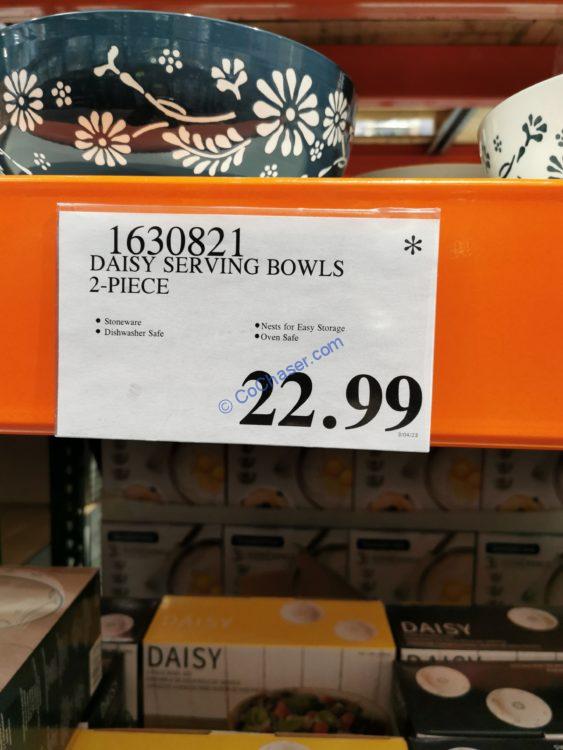 1630821 *
DAISY SERVING BOWLS
2-PIECE
• Stoneware
• Dishwasher Safe
• Nests for Easy Storage
• Oven Safe
© CoChaser.com
22.99
DAISY
DAISY